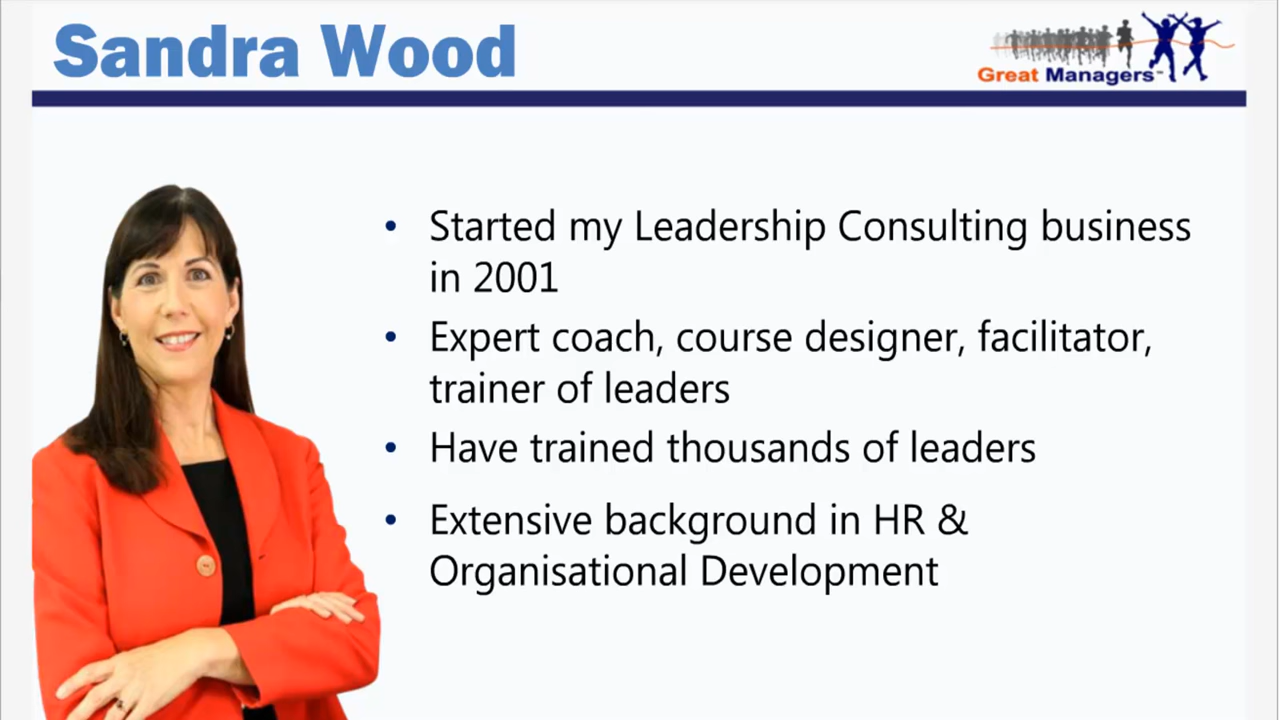 Sandra Wood
Great Managers™
• Started my Leadership Consulting business
in 2001
• Expert coach, course designer, facilitator,
trainer of leaders
• Have trained thousands of leaders
• Extensive background in HR &
Organisational Development